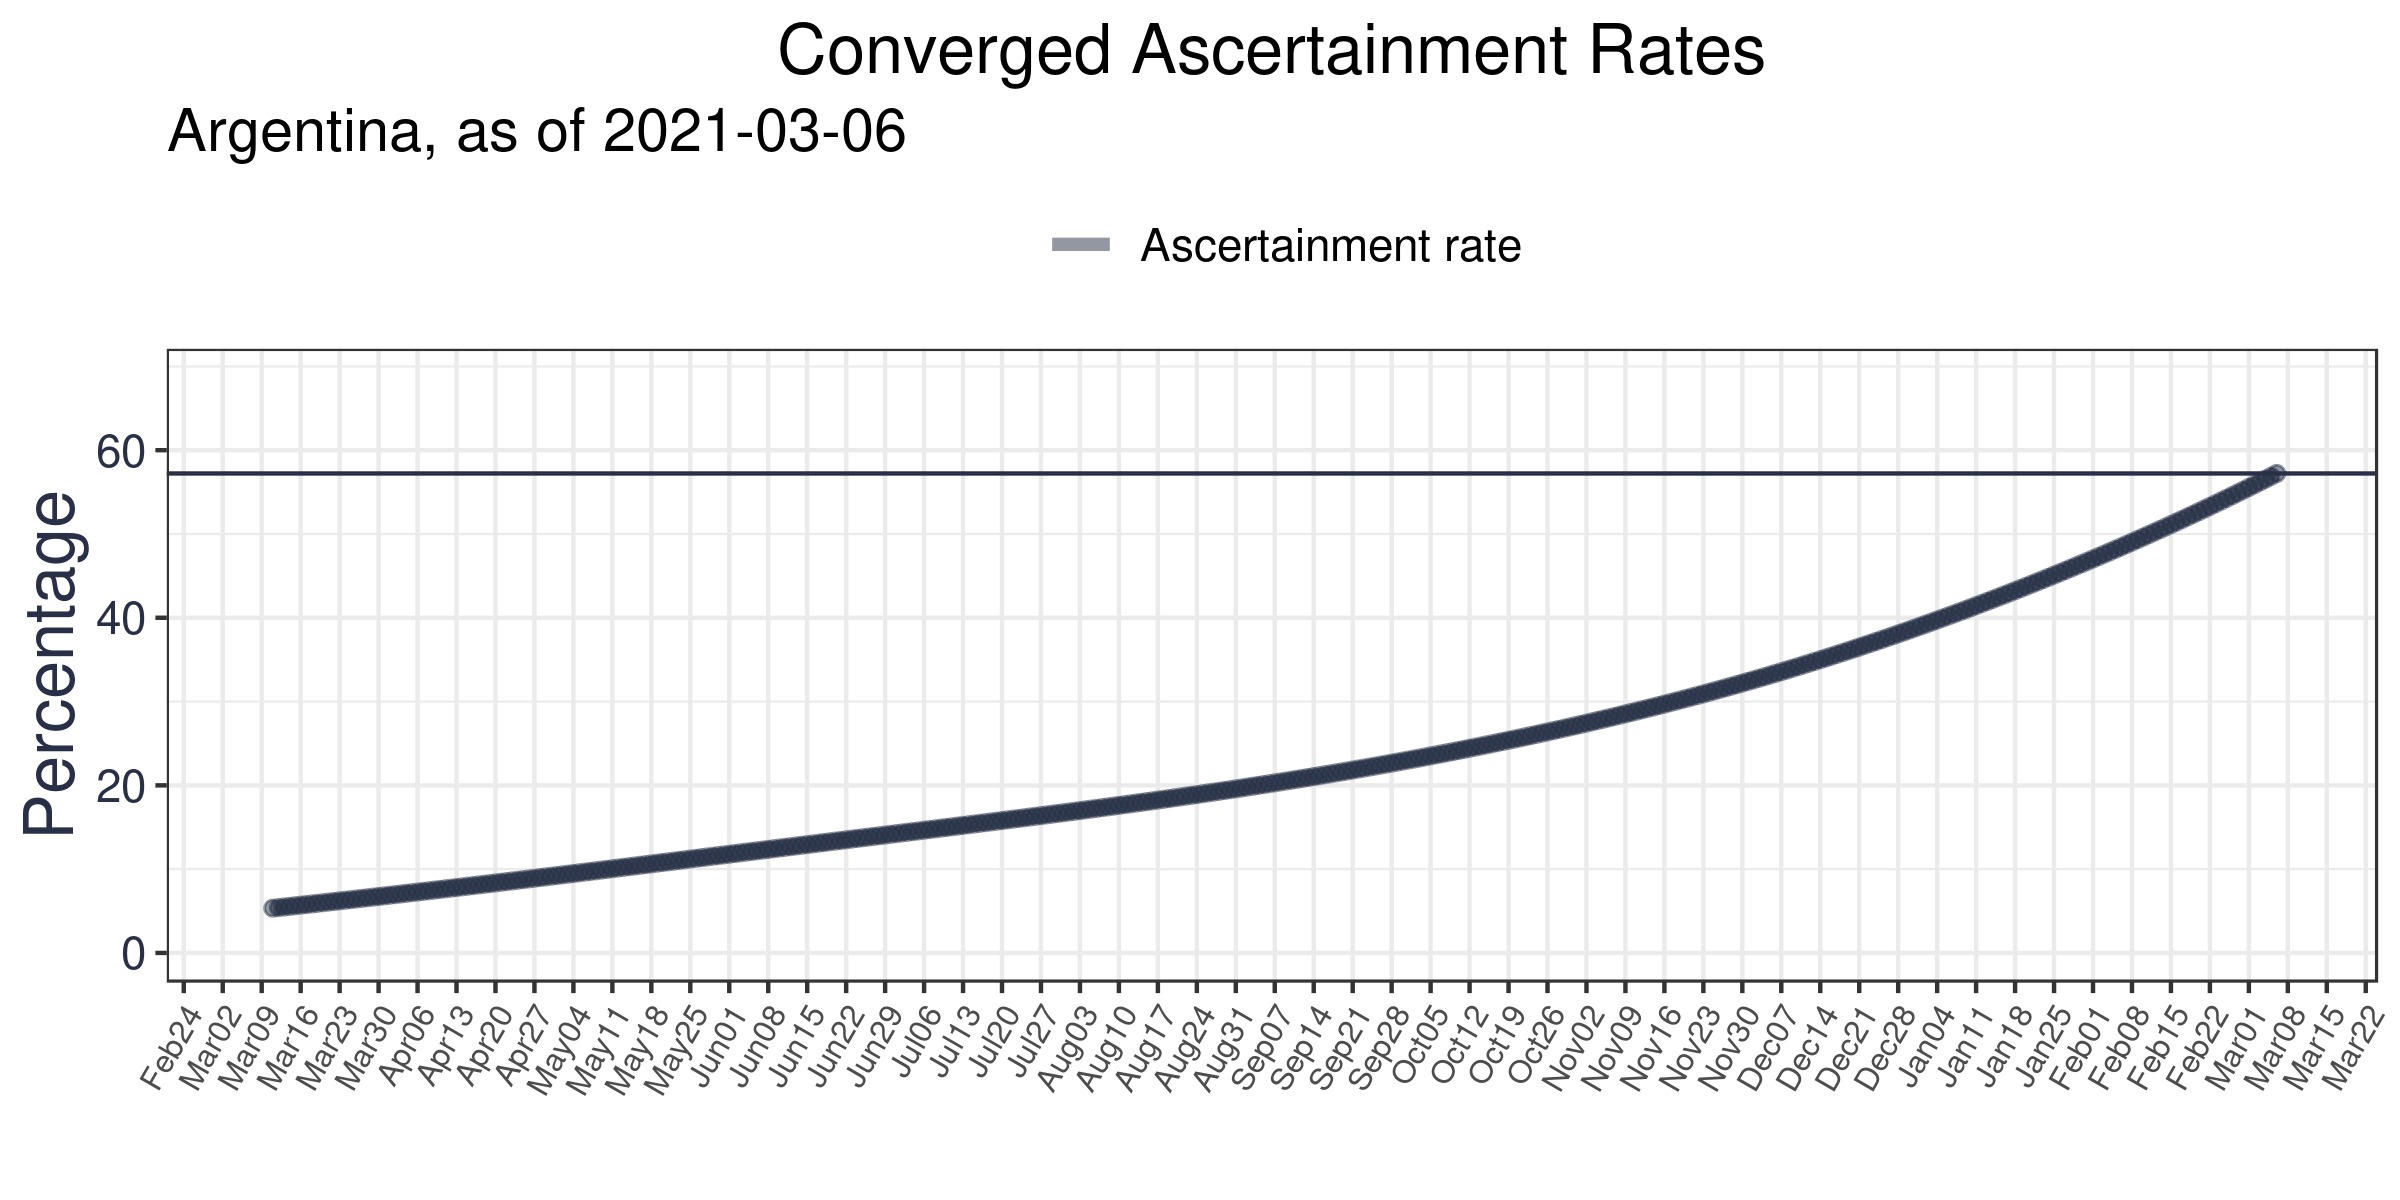 Converged Ascertainment Rates
Argentina, as of 2021-03-06
Ascertainment rate
Percentage
60
40
20
0
Feb24 Mar02 Mar09 Mar16 Mar23 Mar30 Apr06 Apr13 Apr20 Apr27 May04 May11 May18 May25 Jun01 Jun08 Jun15 Jun22 Jun29 Jul06 Jul13 Jul20 Jul27 Aug03 Aug10 Aug17 Aug24 Aug31 Sep07 Sep14 Sep21 Sep28 Oct05 Oct12 Oct19 Oct26 Nov02 Nov09 Nov16 Nov23 Nov30 Dec07 Dec14 Dec21 Dec28 Jan04 Jan11 Jan18 Jan25 Feb01 Feb08 Feb15 Feb22 Mar01 Mar08 Mar15 Mar22